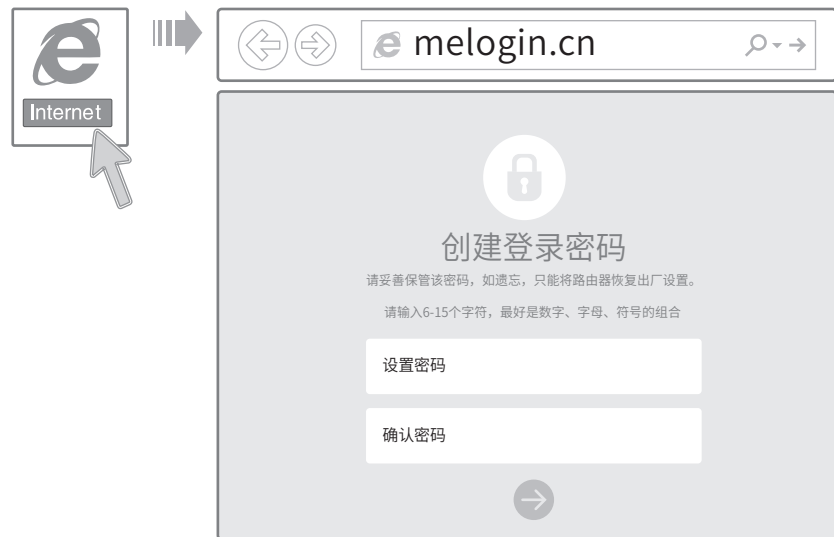 Internet
melogin.cn
创建登录密码
请妥善保管该密码，如遗忘，只能将路由器恢复出厂设置。
请输入6-15个字符，最好是数字、字母、符号的组合
设置密码
确认密码